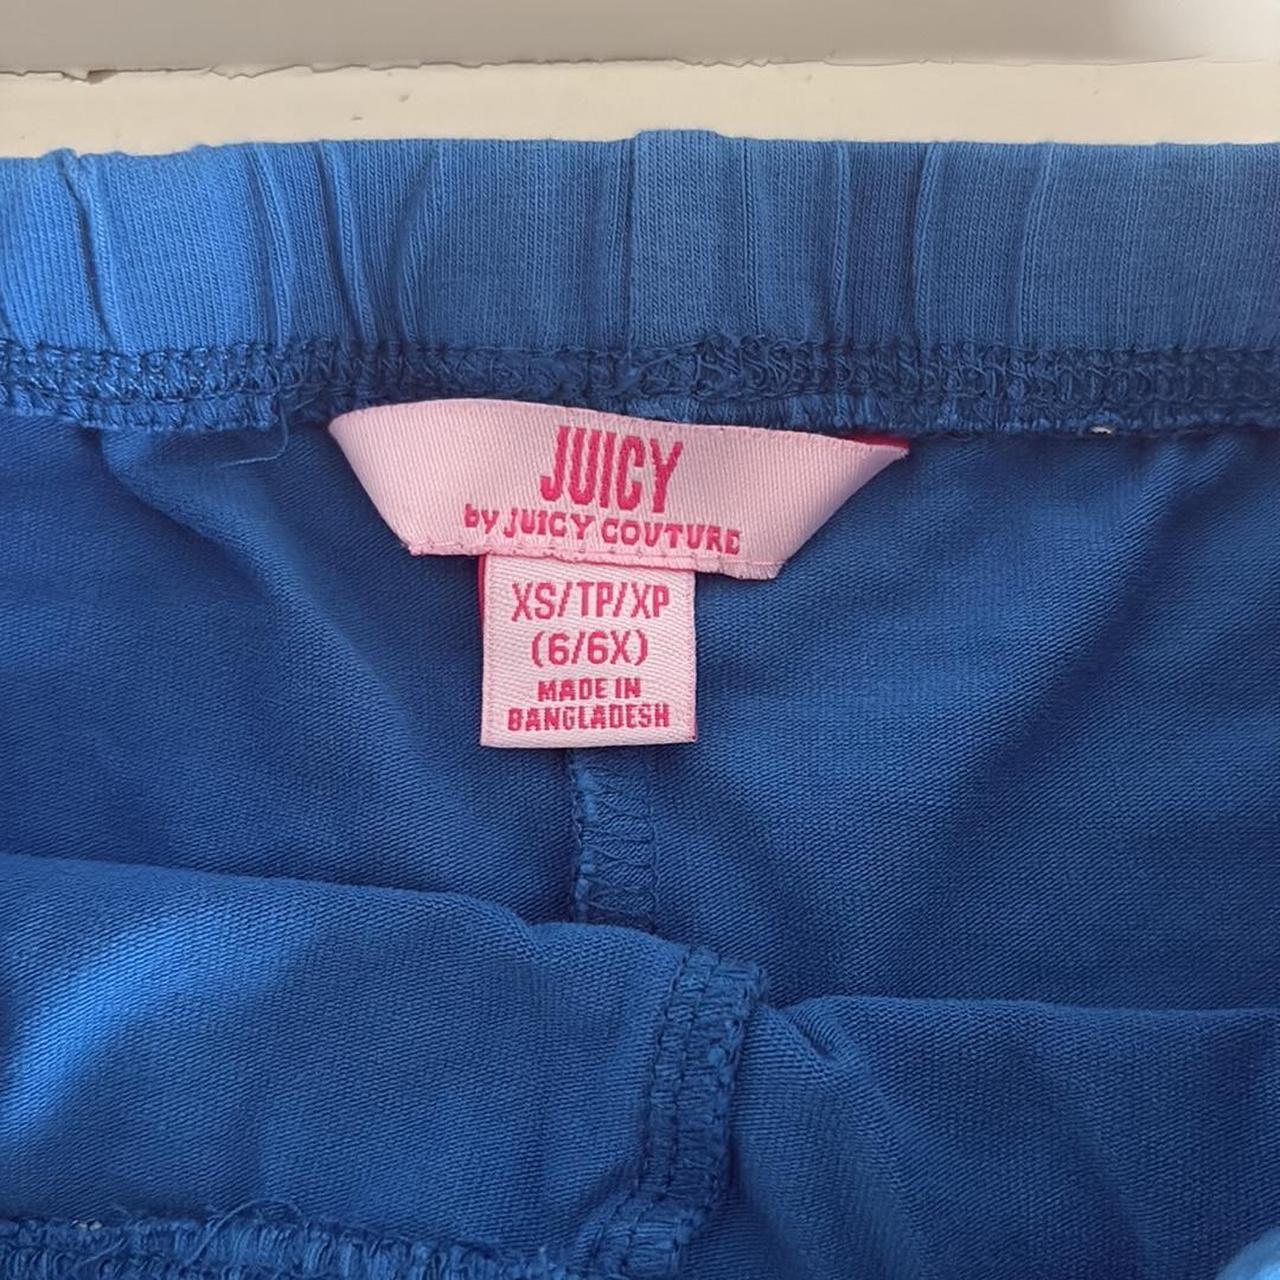 JUICY
by JUICY COUTURE
XS/TP/XP
(6/6X)
MADE IN
BANGLADESH